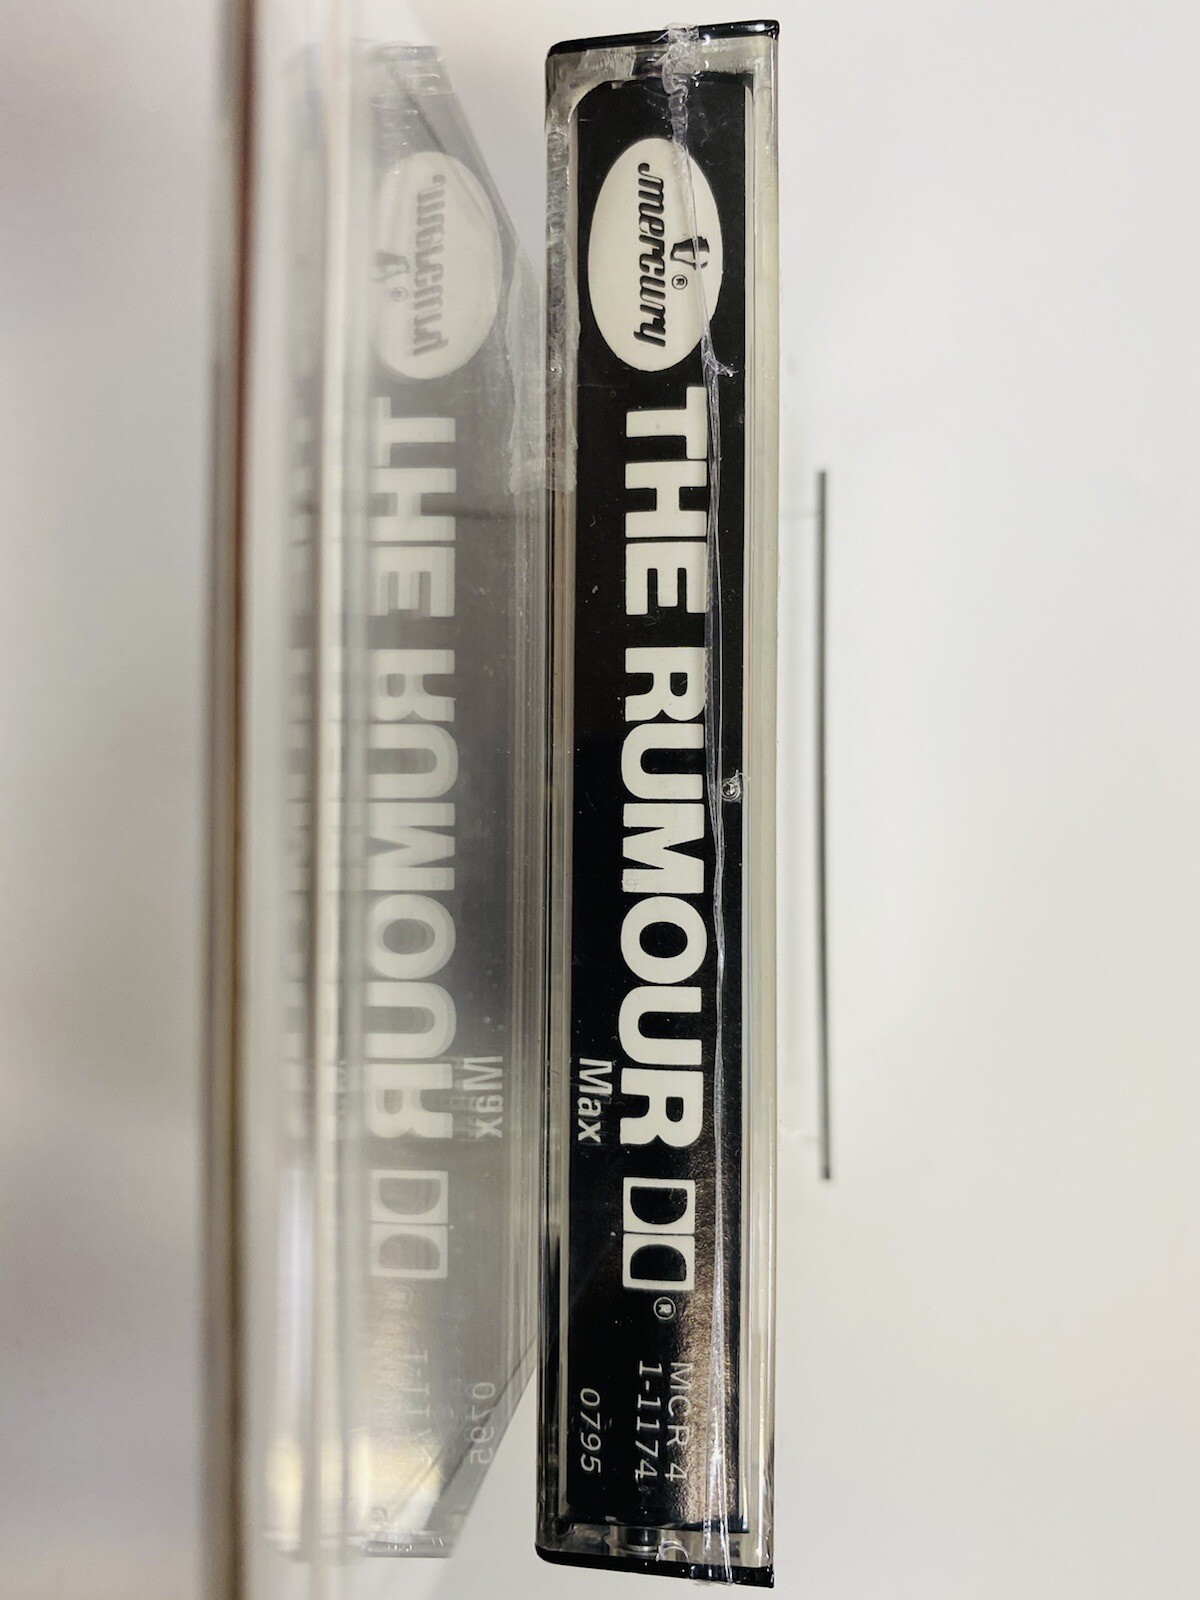 mercury®
THE RUMOUR
Max
®
MCR 4
1-1174
0795